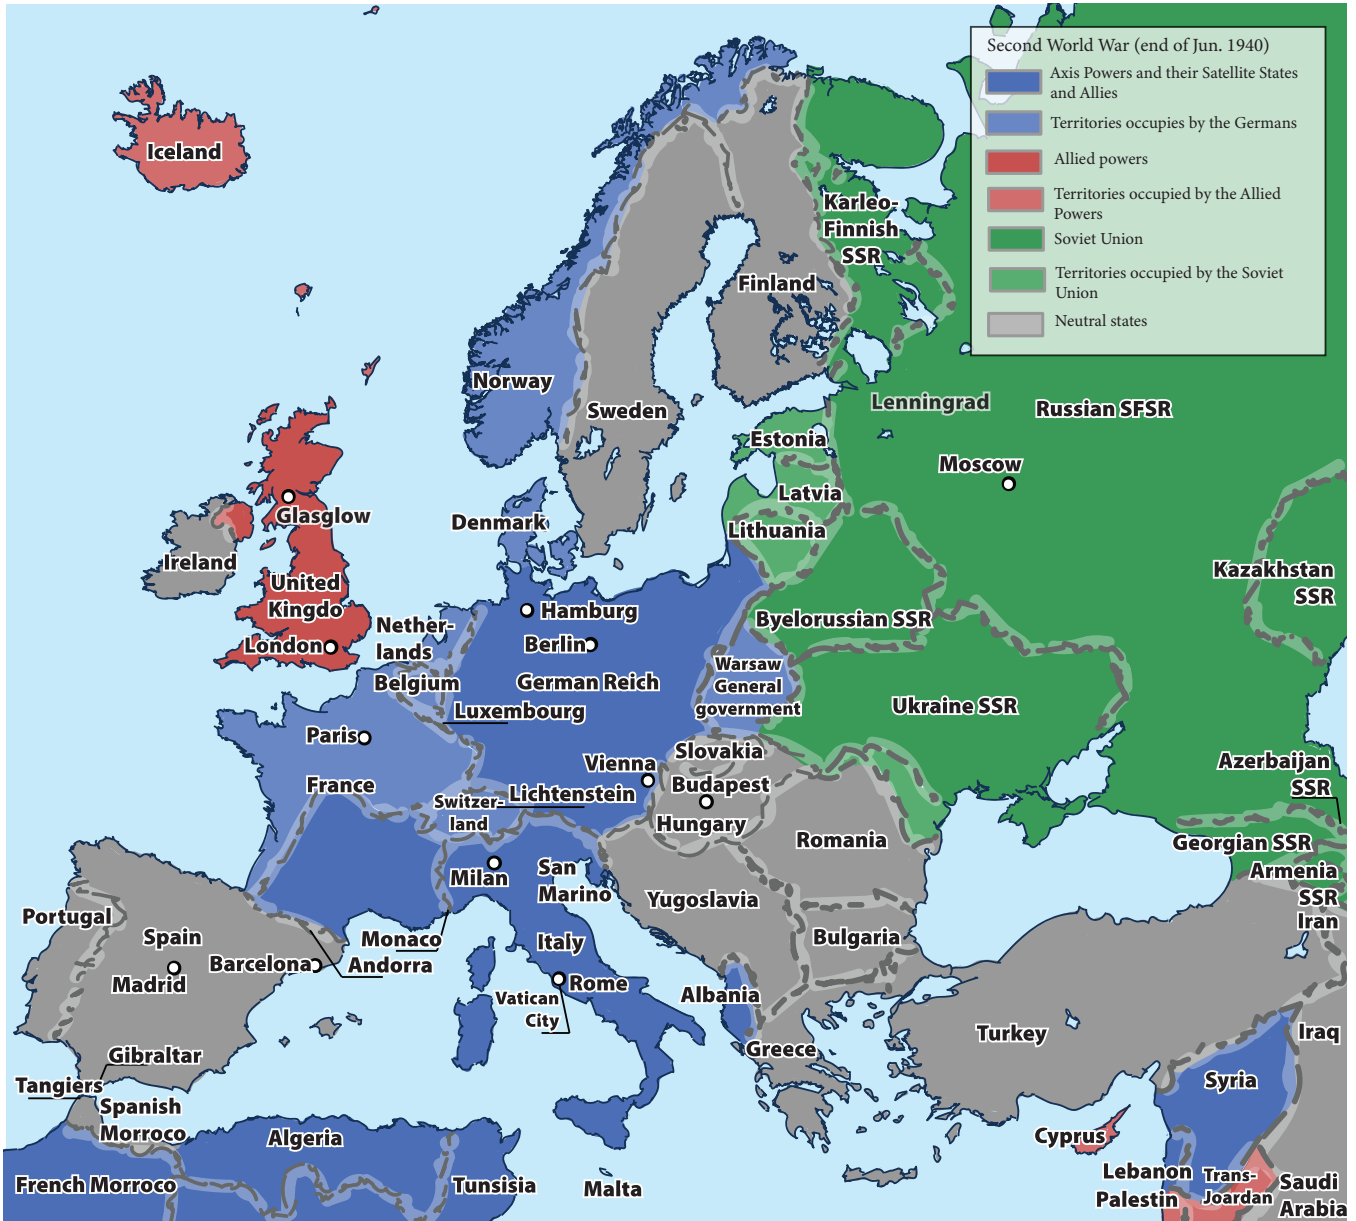 Second World War (end of Jun. 1940)
Axis Powers and their Satellite States
and Allies
Territories occupies by the Germans
Allied powers
Territories occupied by the Allied
Powers
Soviet Union
Territories occupied by the Soviet
Union
Neutral states
Iceland
Karleo-
Finnish
SSR
Finland
Norway
Sweden
Lenningrad
Russian SFSR
Estonia
Moscow
Latvia
Lithuania
Glasglow
Denmark
Ireland
United
Kingdo
London
Kazakhstan
SSR
Hamburg
Berlin
Byelorussian SSR
Nether-
lands
Belgium
German Reich
Warsaw
General
government
Luxembourg
Ukraine SSR
Paris
Slovakia
Vienna
France
Budapest
Lichtenstein
Switzer-
land
Hungary
Azerbaijan
SSR
Romania
Georgian SSR
Milan
San
Marino
Armenia
SSR
Yugoslavia
Iran
Portugal
Spain
Monaco
Italy
Bulgaria
Barcelona
Andorra
Madrid
Rome
Vatican
City
Albania
Turkey
Iraq
Greece
Gibraltar
Tangiers
Syria
Spanish
Morroco
Algeria
Cyprus
French Morroco
Tunsisia
Malta
Lebanon
Trans-
Joardan
Palestin
Saudi
Arabia